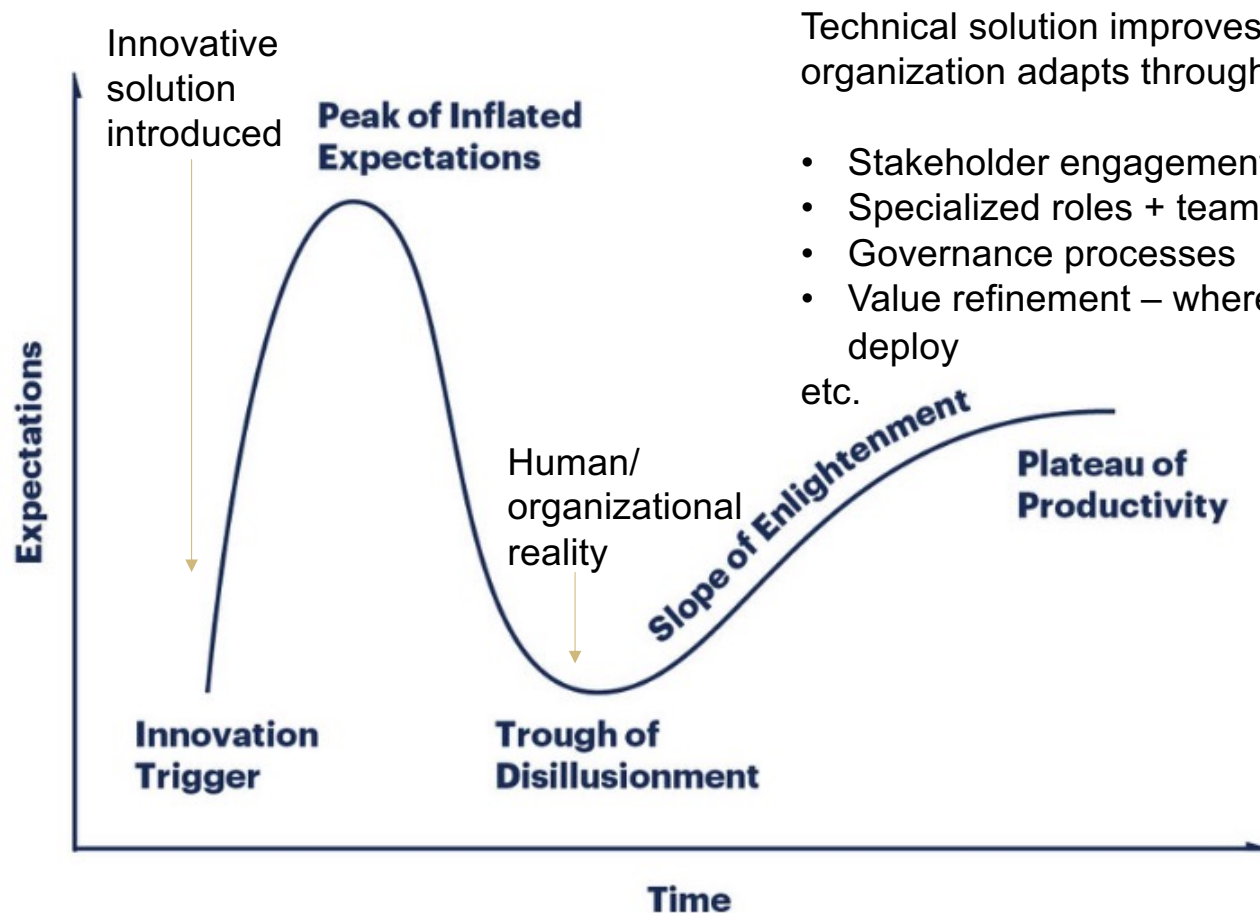 Innovative
solution
introduced
Technical solution improves
organization adapts through
Peak of Inflated
Expectations
• Stakeholder engagement
• Specialized roles + team
• Governance processes
• Value refinement – where
deploy
etc.
Expectations
Human/
organizational
reality
Slope of Enlightenment
Plateau of
Productivity
Innovation
Trigger
Trough of
Disillusionment
Time